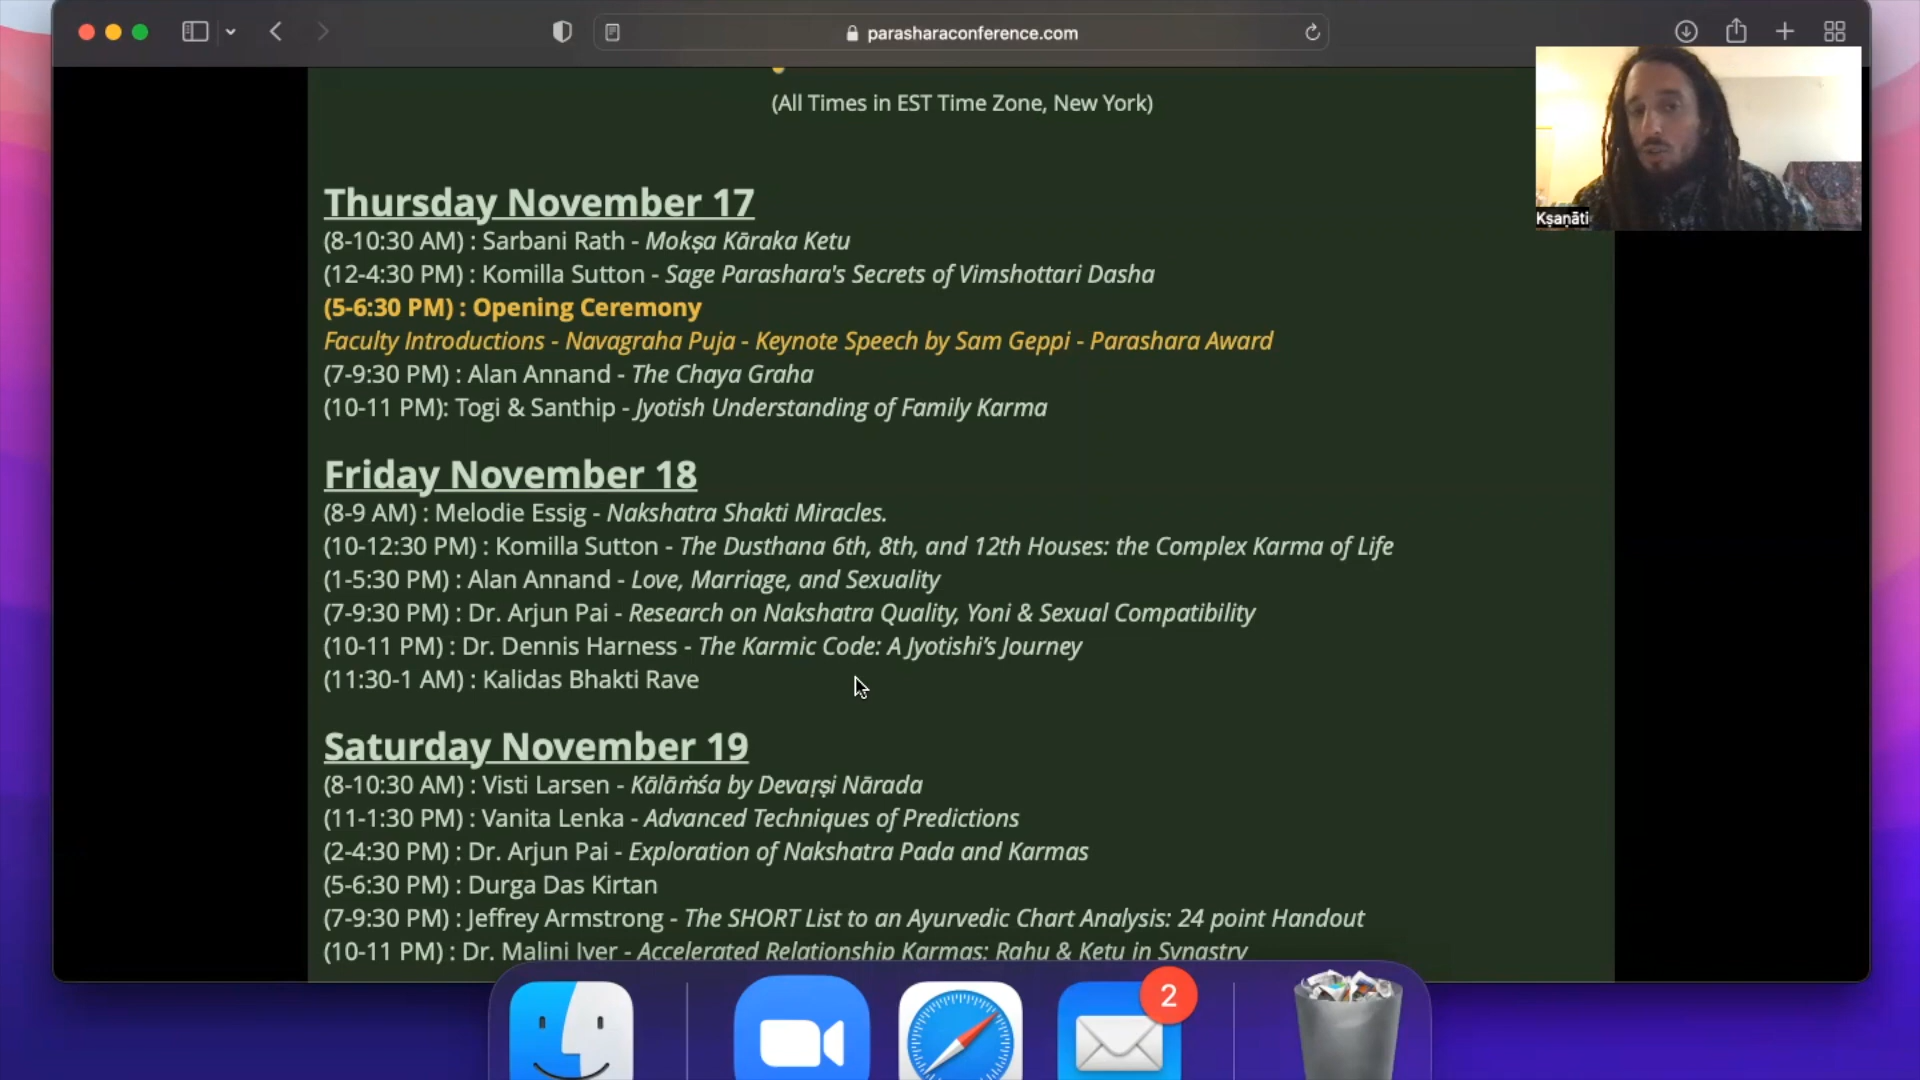 parasharaconference.com
(All Times in EST Time Zone, New York)
Kṣaṇāti
Thursday November 17
(8-10:30 AM) : Sarbani Rath - Mokṣa Kāraka Ketu
(12-4:30 PM) : Komilla Sutton - Sage Parashara's Secrets of Vimshottari Dasha
(5-6:30 PM) : Opening Ceremony
Faculty Introductions - Navagraha Puja - Keynote Speech by Sam Geppi - Parashara Award
(7-9:30 PM) : Alan Annand - The Chaya Graha
(10-11 PM): Togi & Santhip - Jyotish Understanding of Family Karma
Friday November 18
(8-9 AM) : Melodie Essig - Nakshatra Shakti Miracles.
(10-12:30 PM) : Komilla Sutton - The Dusthana 6th, 8th, and 12th Houses: the Complex Karma of Life
(1-5:30 PM) : Alan Annand - Love, Marriage, and Sexuality
(7-9:30 PM) : Dr. Arjun Pai - Research on Nakshatra Quality, Yoni & Sexual Compatibility
(10-11 PM) : Dr. Dennis Harness - The Karmic Code: A Jyotishi’s Journey
(11:30-1 AM) : Kalidas Bhakti Rave
Saturday November 19
(8-10:30 AM) : Visti Larsen - Kālāṁśa by Devaṛṣi Nārada
(11-1:30 PM) : Vanita Lenka - Advanced Techniques of Predictions
(2-4:30 PM) : Dr. Arjun Pai - Exploration of Nakshatra Pada and Karmas
(5-6:30 PM) : Durga Das Kirtan
(7-9:30 PM) : Jeffrey Armstrong - The SHORT List to an Ayurvedic Chart Analysis: 24 point Handout
(10-11 PM) : Dr. Malini Iyer - Accelerated Relationship Karmas: Rahu & Ketu in Synastry
2